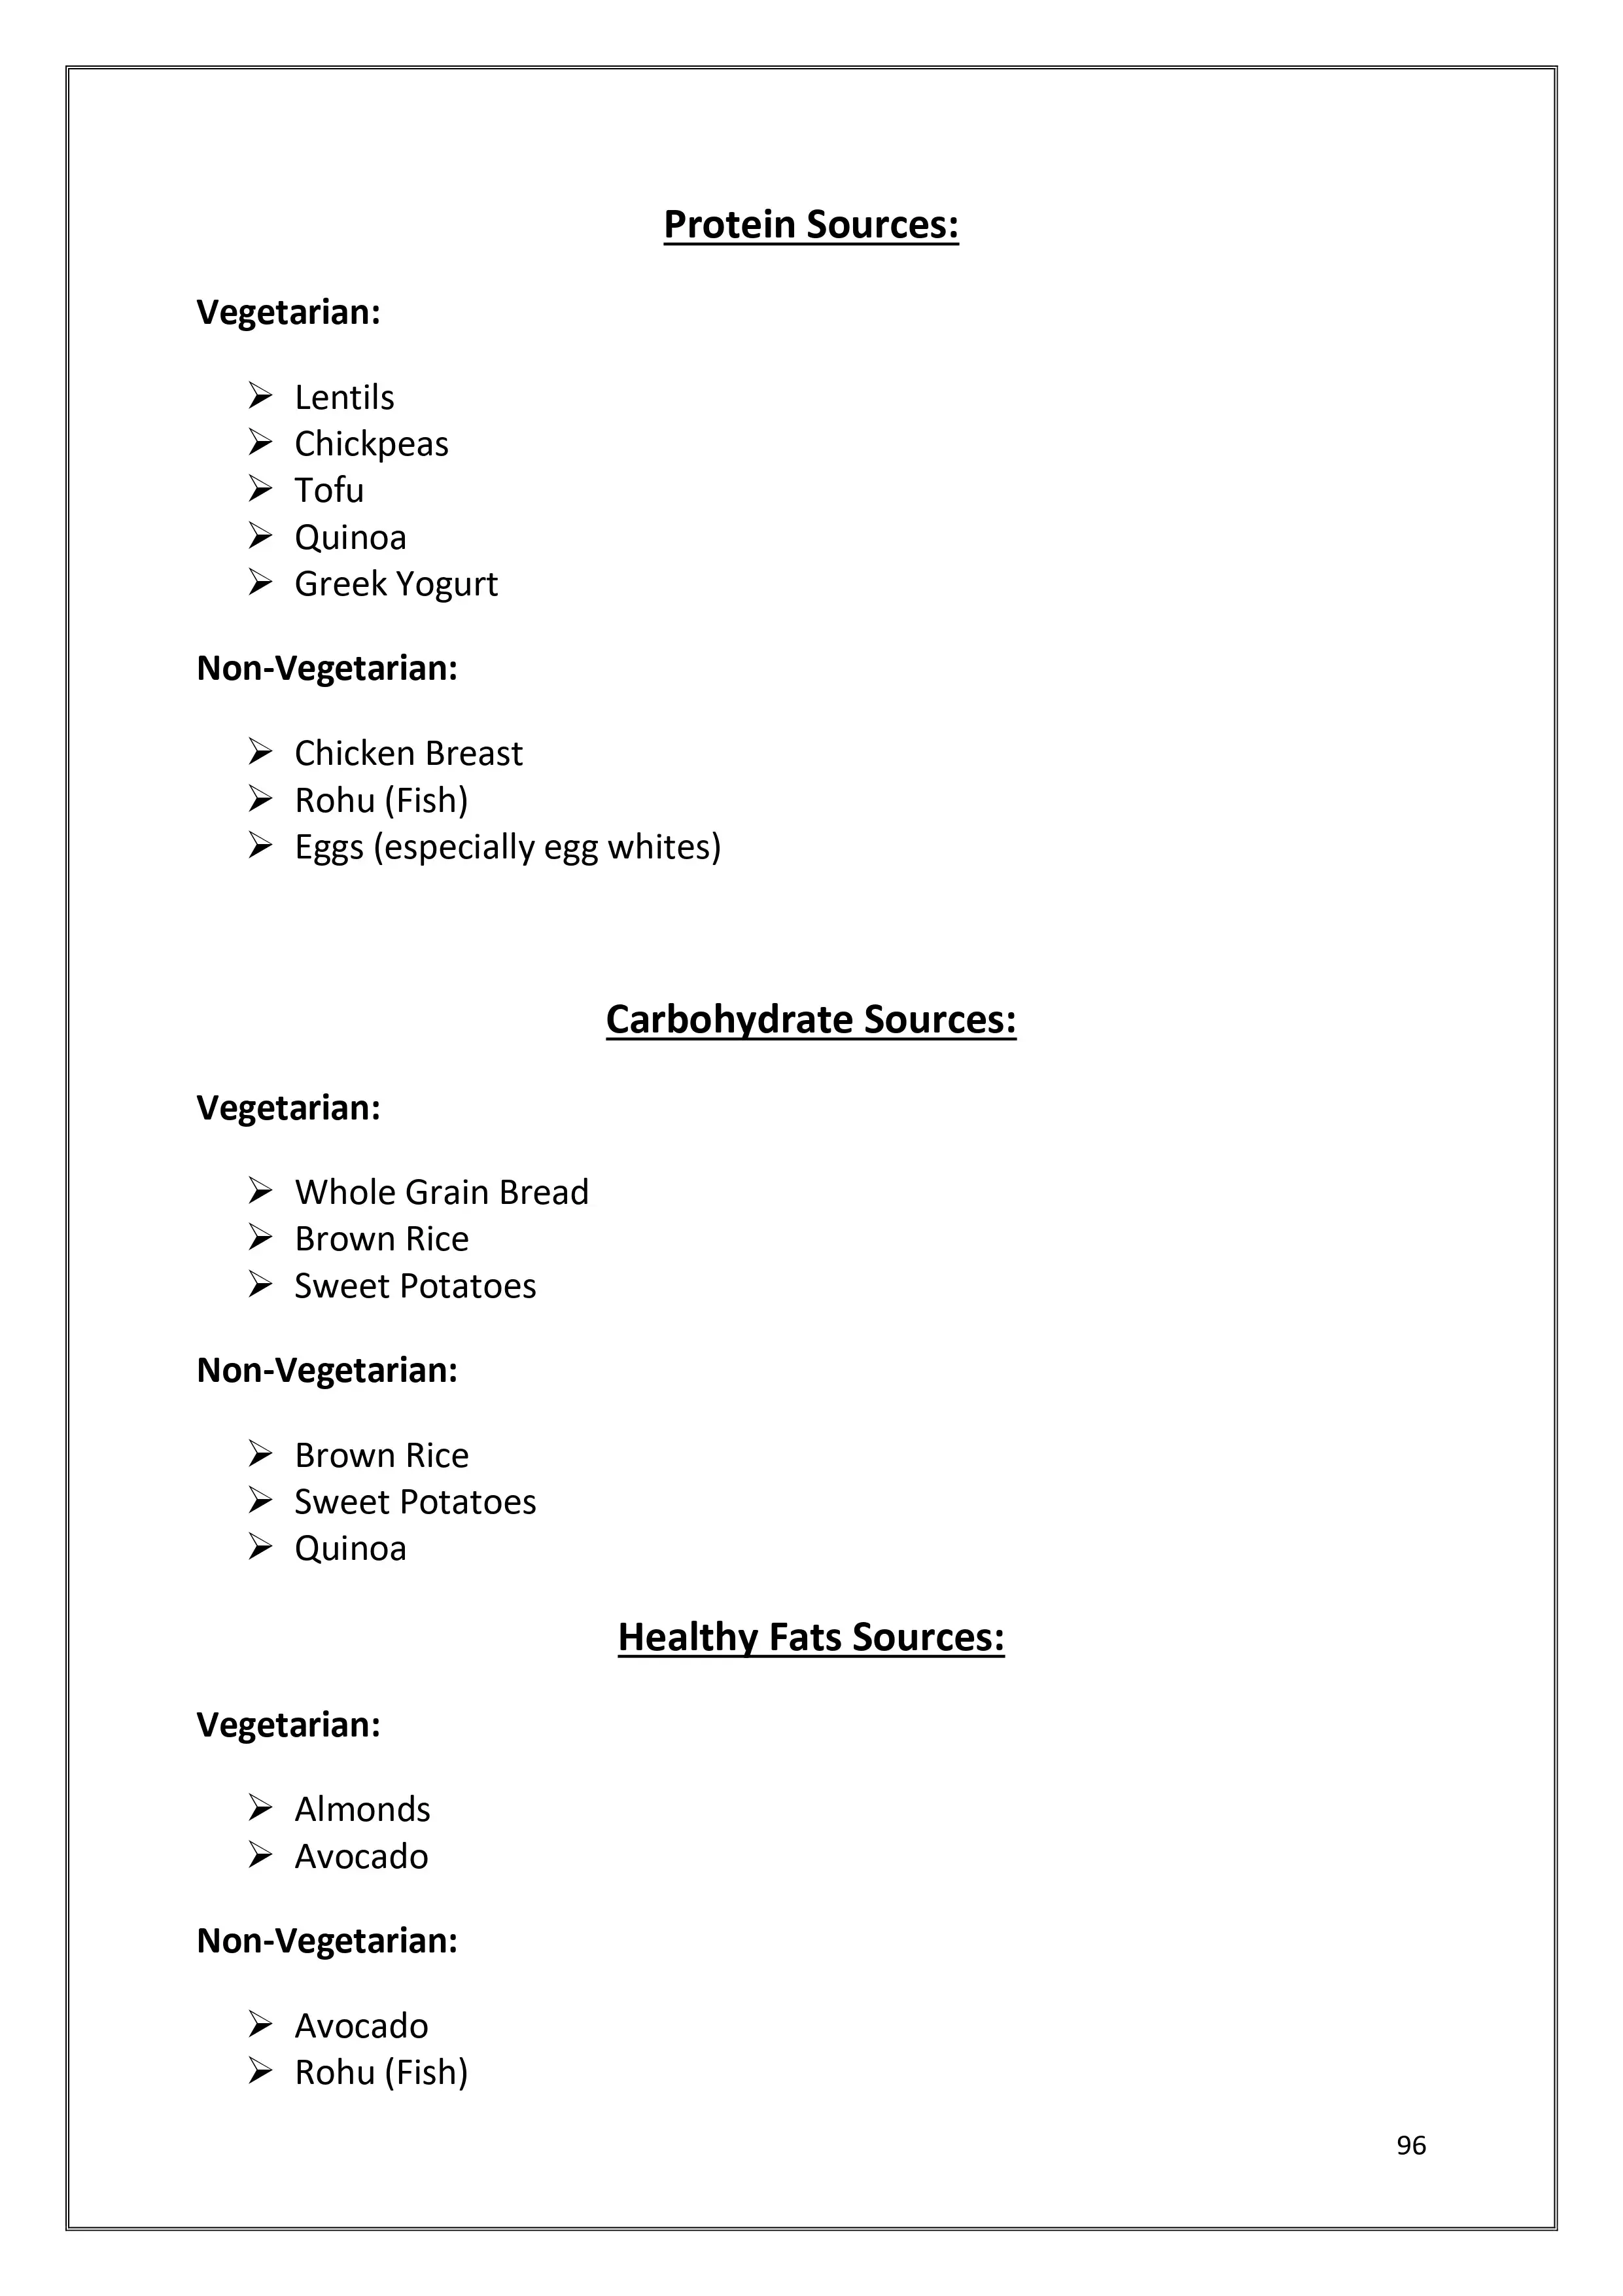 Protein Sources:
Vegetarian:
➢ Lentils
➢ Chickpeas
➢ Tofu
➢ Quinoa
➢ Greek Yogurt
Non-Vegetarian:
➢ Chicken Breast
➢ Rohu (Fish)
➢ Eggs (especially egg whites)
Carbohydrate Sources:
Vegetarian:
➢ Whole Grain Bread
➢ Brown Rice
➢ Sweet Potatoes
Non-Vegetarian:
➢ Brown Rice
➢ Sweet Potatoes
➢ Quinoa
Healthy Fats Sources:
Vegetarian:
➢ Almonds
➢ Avocado
Non-Vegetarian:
➢ Avocado
➢ Rohu (Fish)
96